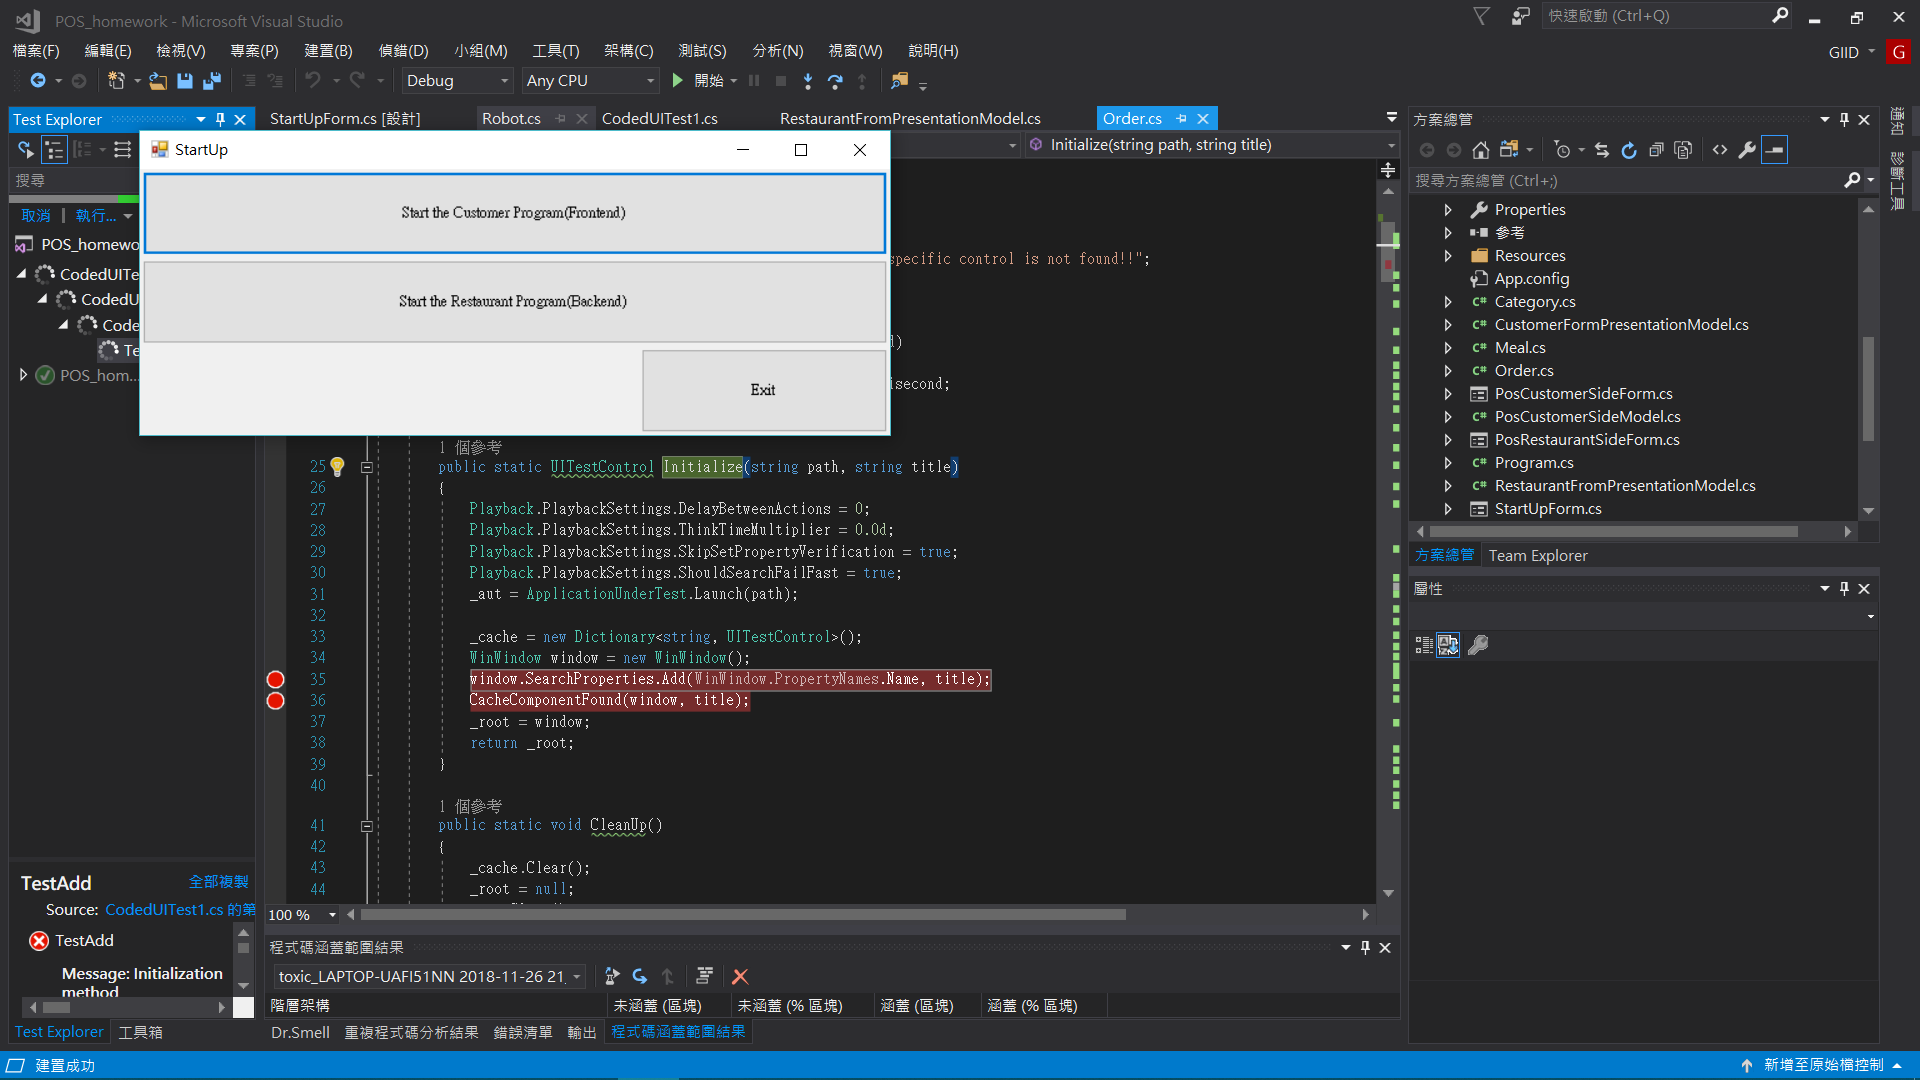 POS_homework - Microsoft Visual Studio
快速啟動 (Ctrl+Q)
檔案(F) 編輯(E) 檢視(V) 專案(P) 建置(B) 偵錯(D) 小組(M) 工具(T) 架構(C) 測試(S) 分析(N) 視窗(W) 說明(H)
GIID G
Debug Any CPU 開始
Test Explorer
StartUpForm.cs [設計] Robot.cs CodedUITest1.cs RestaurantFromPresentationModel.cs Order.cs
Initialize(string path, string title)
搜尋
取消 執行...
POS_homewo
CodedUITe
CodedU
Code
Te
POS_hom...
StartUp
Start the Customer Program(Frontend)
Start the Restaurant Program(Backend)
Exit
specific control is not found!!";
)
isecond;
1 個參考
25 public static UITestControl Initialize(string path, string title)
26 {
27 Playback.PlaybackSettings.DelayBetweenActions = 0;
28 Playback.PlaybackSettings.ThinkTimeMultiplier = 0.0d;
29 Playback.PlaybackSettings.SkipSetPropertyVerification = true;
30 Playback.PlaybackSettings.ShouldSearchFailFast = true;
31 _aut = ApplicationUnderTest.Launch(path);
32
33 _cache = new Dictionary<string, UITestControl>();
34 WinWindow window = new WinWindow();
35 window.SearchProperties.Add(WinWindow.PropertyNames.Name, title);
36 CacheComponentFound(window, title);
37 _root = window;
38 return _root;
39 }
40
1 個參考
41 public static void CleanUp()
42 {
43 _cache.Clear();
44 _root = null;
100 %
TestAdd 全部複製
Source: CodedUITest1.cs 的第
TestAdd
Message: Initialization
method
Test Explorer 工具箱
程式碼涵蓋範圍結果
toxic_LAPTOP-UAFI51NN 2018-11-26 21
階層架構 未涵蓋 (區塊) 未涵蓋 (% 區塊) 涵蓋 (區塊) 涵蓋 (% 區塊)
Dr.Smell 重複程式碼分析結果 錯誤清單 輸出 程式碼涵蓋範圍結果
方案總管
搜尋方案總管 (Ctrl+;)
Properties
參考
Resources
App.config
C# Category.cs
C# CustomerFormPresentationModel.cs
C# Meal.cs
C# Order.cs
PosCustomerSideForm.cs
C# PosCustomerSideModel.cs
PosRestaurantSideForm.cs
C# Program.cs
C# RestaurantFromPresentationModel.cs
StartUpForm.cs
方案總管 Team Explorer
屬性
通知
診斷工具
建置成功
新增至原始檔控制